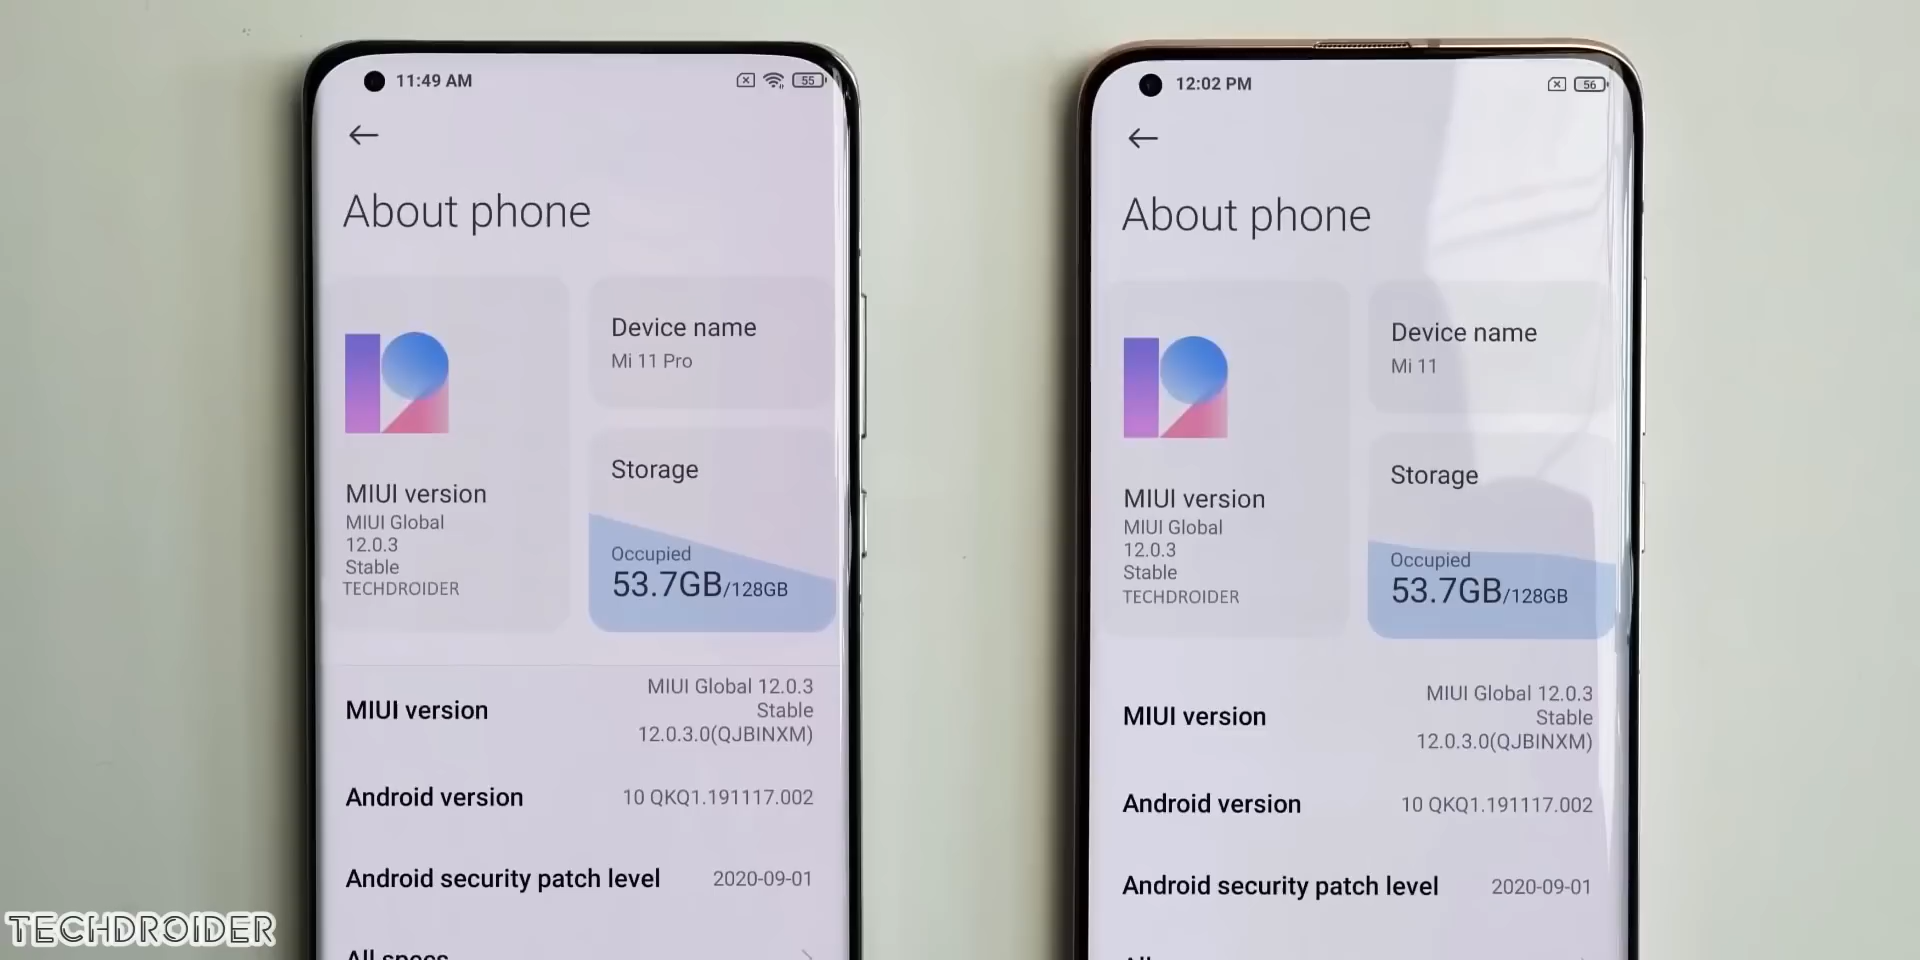 11:49 AM
55
About phone
Device name
Mi 11 Pro
MIUI version
MIUI Global
12.0.3
Stable
TECHDROIDER
Storage
Occupied
53.7GB/128GB
MIUI version
MIUI Global 12.0.3
Stable
12.0.3.0(QJBINXM)
Android version
10 QKQ1.191117.002
Android security patch level
2020-09-01
All specs
12:02 PM
56
About phone
Device name
Mi 11
MIUI version
MIUI Global
12.0.3
Stable
TECHDROIDER
Storage
Occupied
53.7GB/128GB
MIUI version
MIUI Global 12.0.3
Stable
12.0.3.0(QJBINXM)
Android version
10 QKQ1.191117.002
Android security patch level
2020-09-01
All
TECHDROIDER